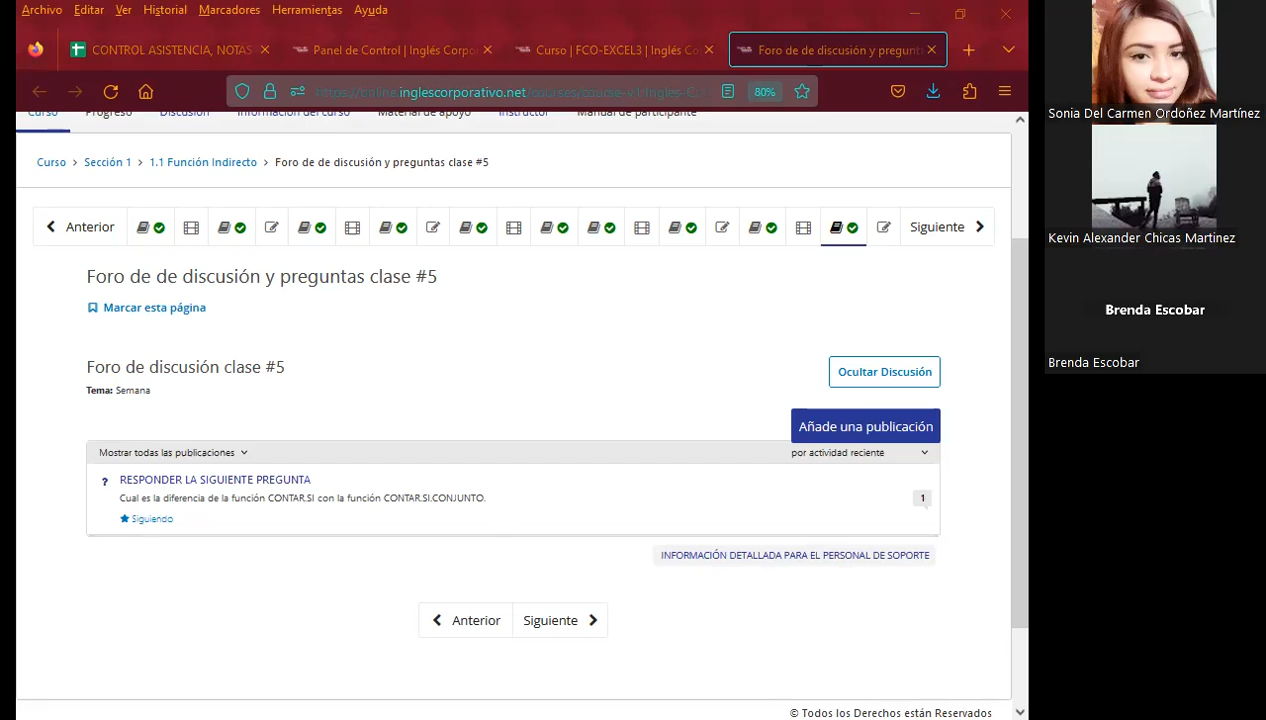 Archivo Editar Ver Historial Marcadores Herramientas Ayuda
CONTROL ASISTENCIA, NOTAS
Panel de Control | Inglés Corpo
Curso | FCO-EXCEL3 | Inglés Co
Foro de de discusión y pregunt
inglescorporativo.net
80%
Curso Progreso Discusión Información del curso Material de apoyo Instructor Manual de participante
Curso > Sección 1 > 1.1 Función Indirecto > Foro de de discusión y preguntas clase #5
Anterior
Siguiente
Foro de de discusión y preguntas clase #5
Marcar esta página
Foro de discusión clase #5
Ocultar Discusión
Tema: Semana
Añade una publicación
Mostrar todas las publicaciones
por actividad reciente
? RESPONDER LA SIGUIENTE PREGUNTA
Cual es la diferencia de la función CONTAR.SI con la función CONTAR.SI.CONJUNTO.
1
Siguiendo
INFORMACIÓN DETALLADA PARA EL PERSONAL DE SOPORTE
Anterior Siguiente
© Todos los Derechos están Reservados
Sonia Del Carmen Ordoñez Martínez
Kevin Alexander Chicas Martinez
Brenda Escobar
Brenda Escobar